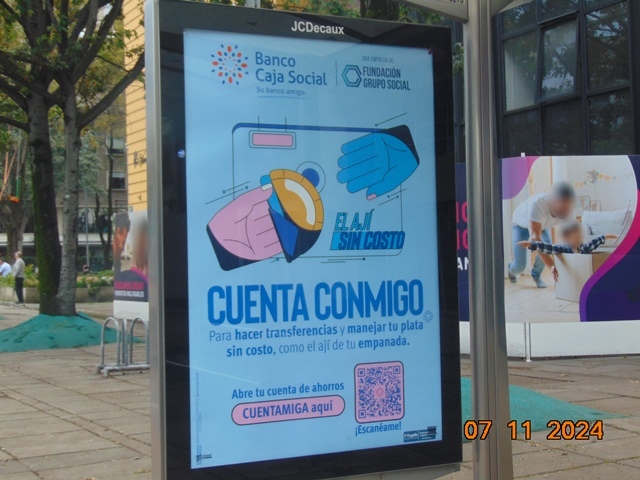 JCDecaux
Banco
Caja Social
Su banco amigo.
UNA EMPRESA DE
FUNDACIÓN
GRUPO SOCIAL
EL AJÍ
SIN COSTO
CUENTA CONMIGO
Para hacer transferencias y manejar tu plata
sin costo, como el ají de tu empanada.
Abre tu cuenta de ahorros
CUENTAMIGA aquí
¡Escanéame!
07 11 2024